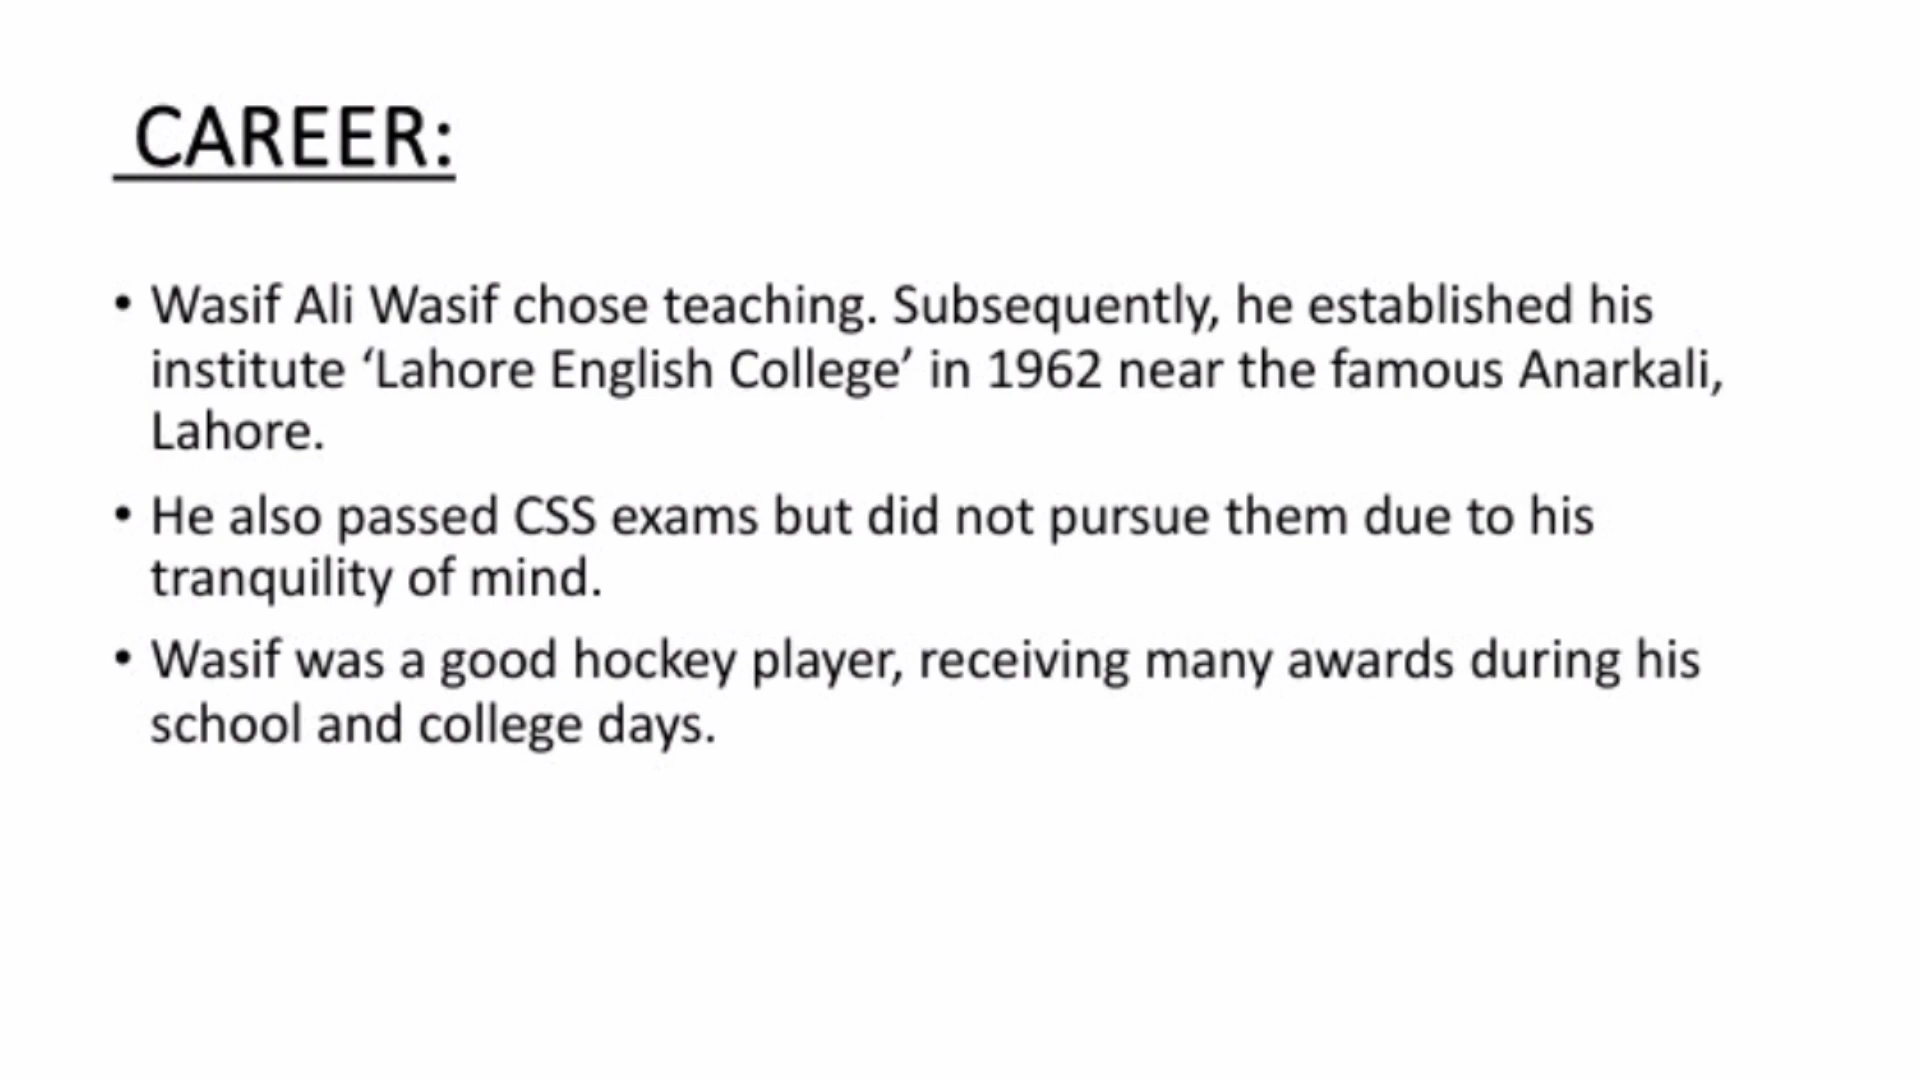 CAREER:
• Wasif Ali Wasif chose teaching. Subsequently, he established his
institute ‘Lahore English College’ in 1962 near the famous Anarkali,
Lahore.
• He also passed CSS exams but did not pursue them due to his
tranquility of mind.
• Wasif was a good hockey player, receiving many awards during his
school and college days.